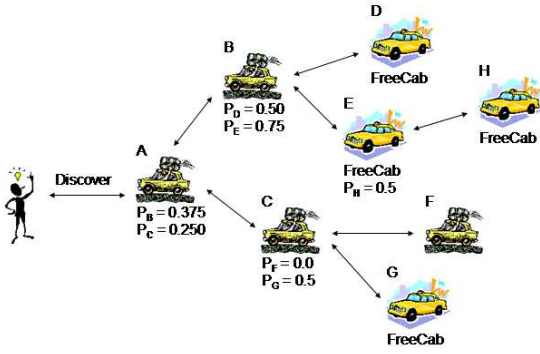 D
FreeCab
B
P_D = 0.50
P_E = 0.75
H
FreeCab
E
FreeCab
P_H = 0.5
A
Discover
P_B = 0.375
P_C = 0.250
C
P_F = 0.0
P_G = 0.5
F
G
FreeCab